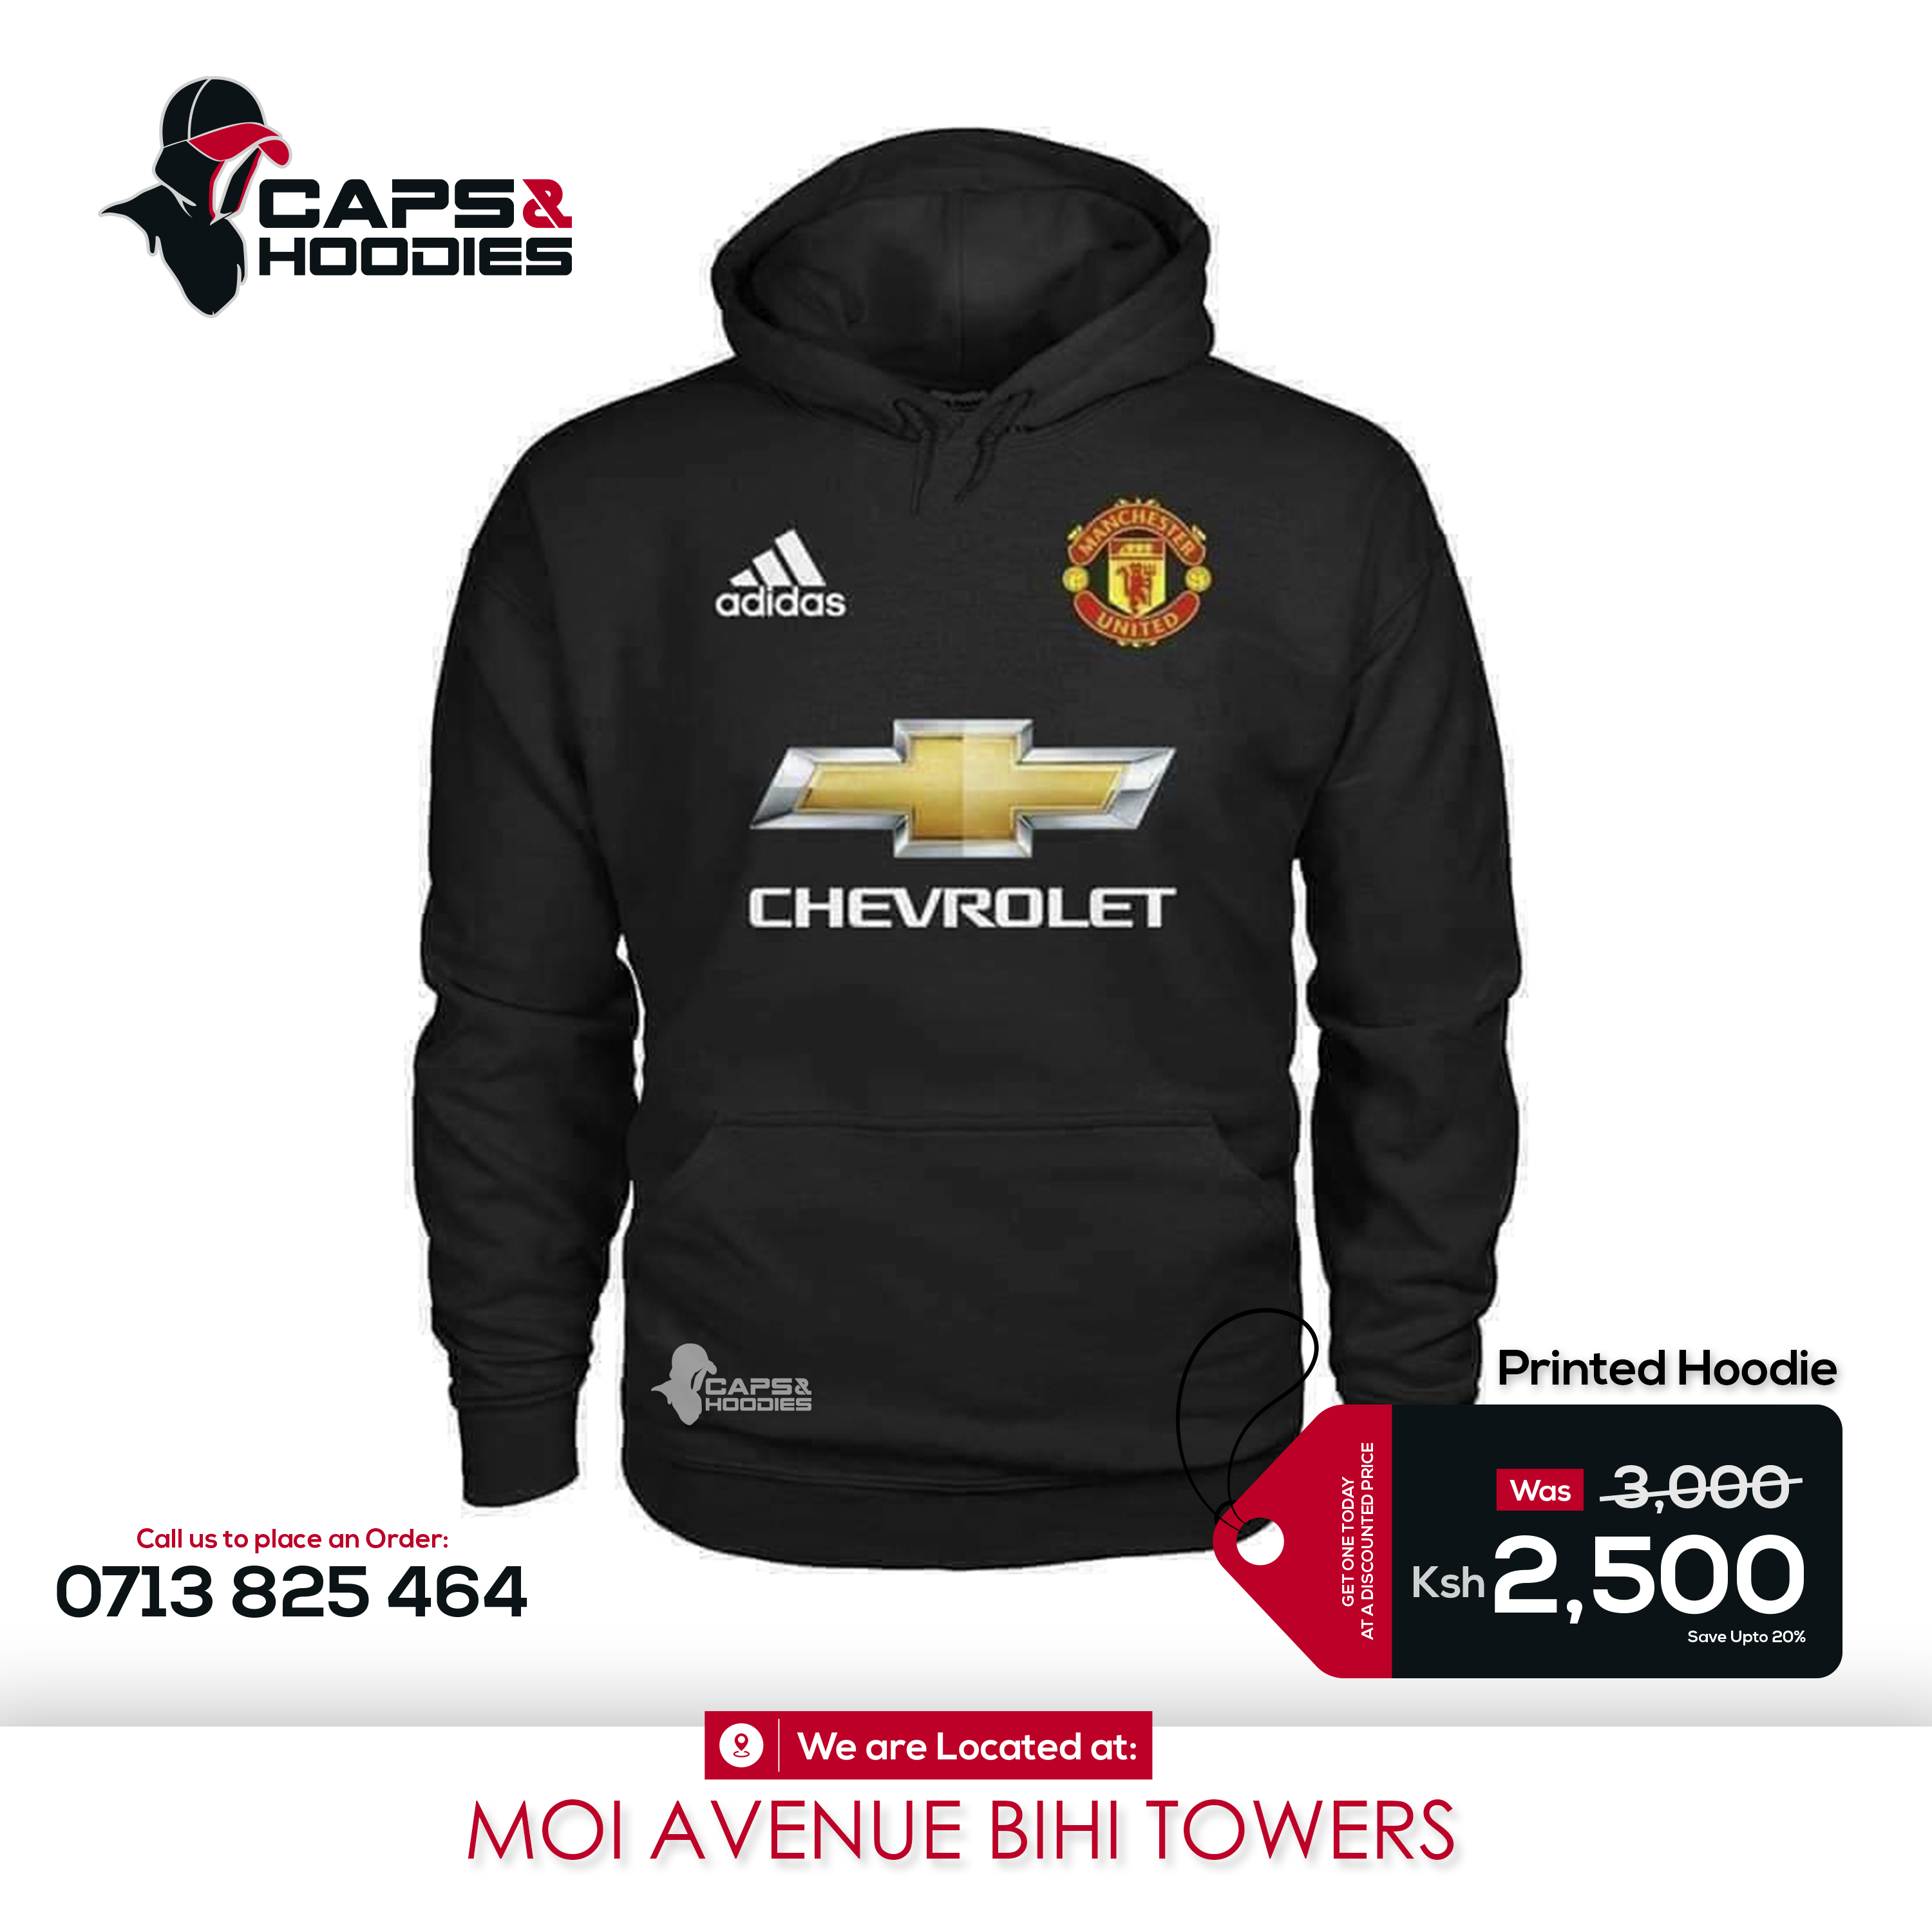 CAPS&
HOODIES
adidas
MANCHESTER
UNITED
CHEVROLET
CAPS&
HOODIES
Printed Hoodie
GET ONE TODAY
AT A DISCOUNTED PRICE
Was 3,000
Ksh 2,500
Save Upto 20%
Call us to place an Order:
0713 825 464
We are Located at:
MOI AVENUE BIHI TOWERS